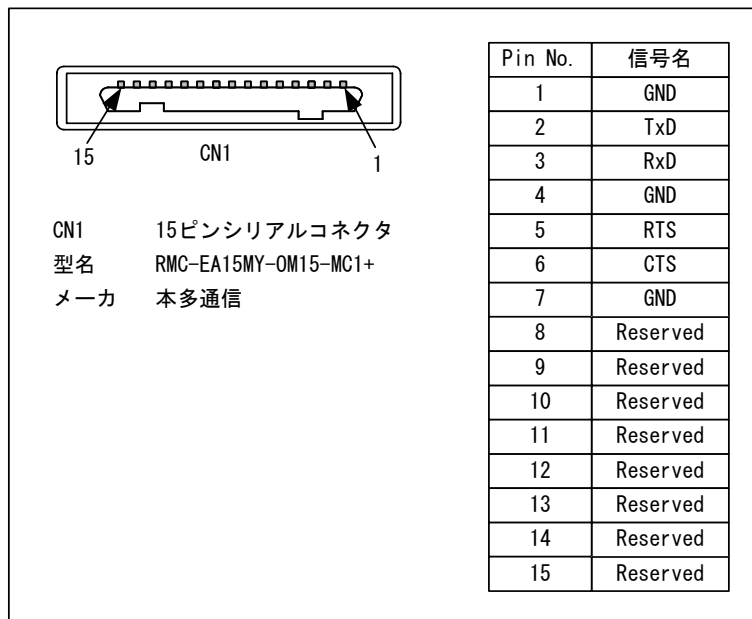 15
CN1
1
CN1 15ピンシリアルコネクタ
型名 RMC-EA15MY-OM15-MC1+
メーカ 本多通信
Pin No. 信号名
1 GND
2 TxD
3 RxD
4 GND
5 RTS
6 CTS
7 GND
8 Reserved
9 Reserved
10 Reserved
11 Reserved
12 Reserved
13 Reserved
14 Reserved
15 Reserved